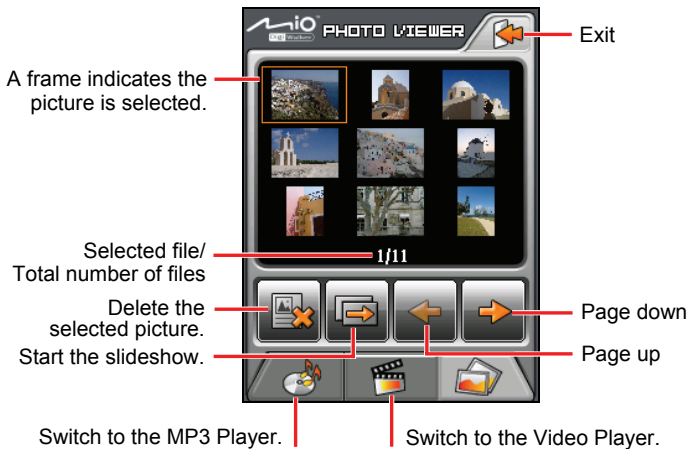 Mio
DigiWalker
PHOTO VIEWER
Exit
A frame indicates the
picture is selected.
Selected file/
Total number of files
1/11
Delete the
selected picture.
Start the slideshow.
Page down
Page up
Switch to the MP3 Player.
Switch to the Video Player.